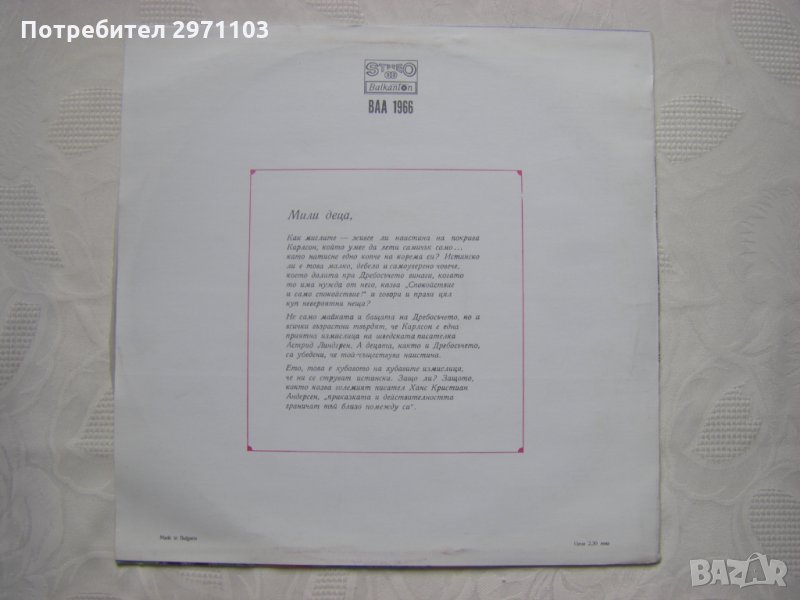 Потребител 2971103
STEREO
Balkanton
ВАА 1966
Мили деца,
Как мислите — живее ли наистина на покрива
Карлсон, който умее да лети самичък само...
като натисне едно копче на корема си? Истинско
ли е това малко, дебело и самоуверено човече,
което долита при Дребосъчето винаги, когато
то има нужда от него, казва „Спокойствие
и само спокойствие!" и говори и прави цял
куп невероятни неща?
Не само майката и бащата на Дребосъчето, но и
всички възрастни твърдят, че Карлсон е една
приятна измислица на шведската писателка
Астрид Линдгрен. А децата, както и Дребосъчето,
са убедени, че той съществува наистина.
Ето, това е хубавото на хубавите измислици,
че ни се струват истински. Защо ли? Защото,
както казва големият писател Ханс Кристиан
Андерсен, „приказката и действителността
граничат тъй близо помежду си".
Made in Bulgaria
Цена 2,30 лева
BAZAR